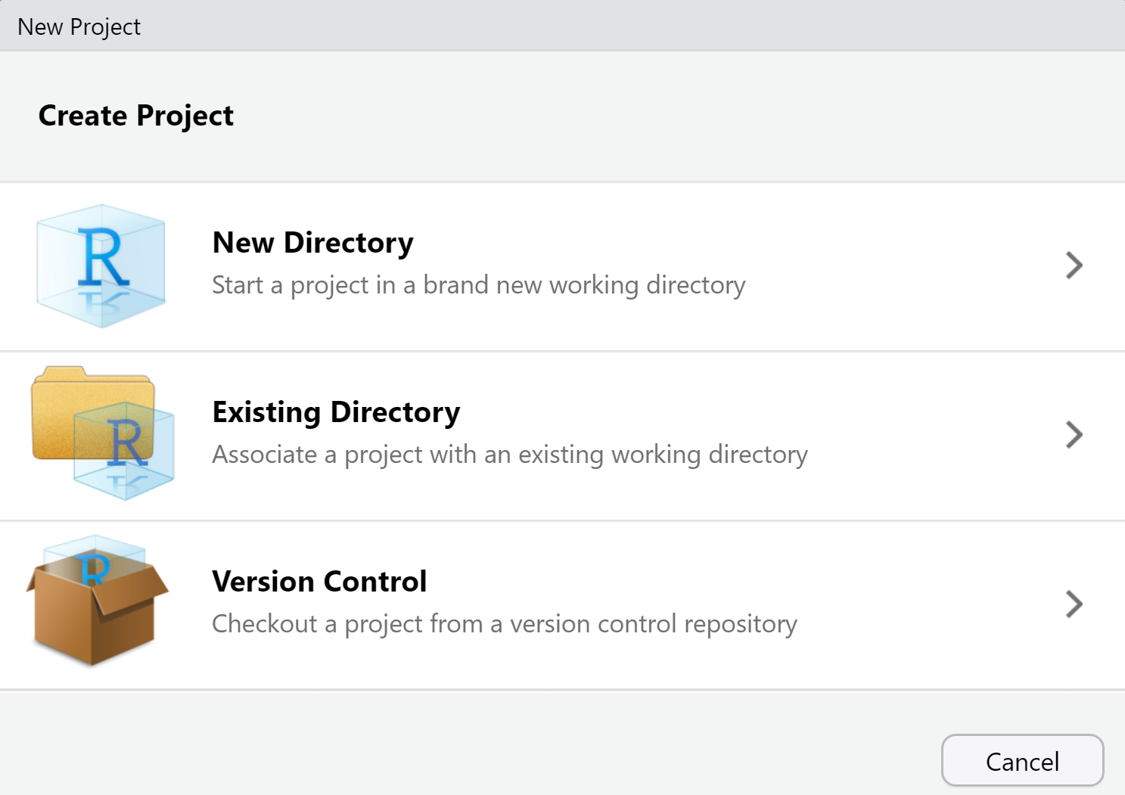 New Project
Create Project
R
New Directory
Start a project in a brand new working directory
R
Existing Directory
Associate a project with an existing working directory
R
Version Control
Checkout a project from a version control repository
Cancel